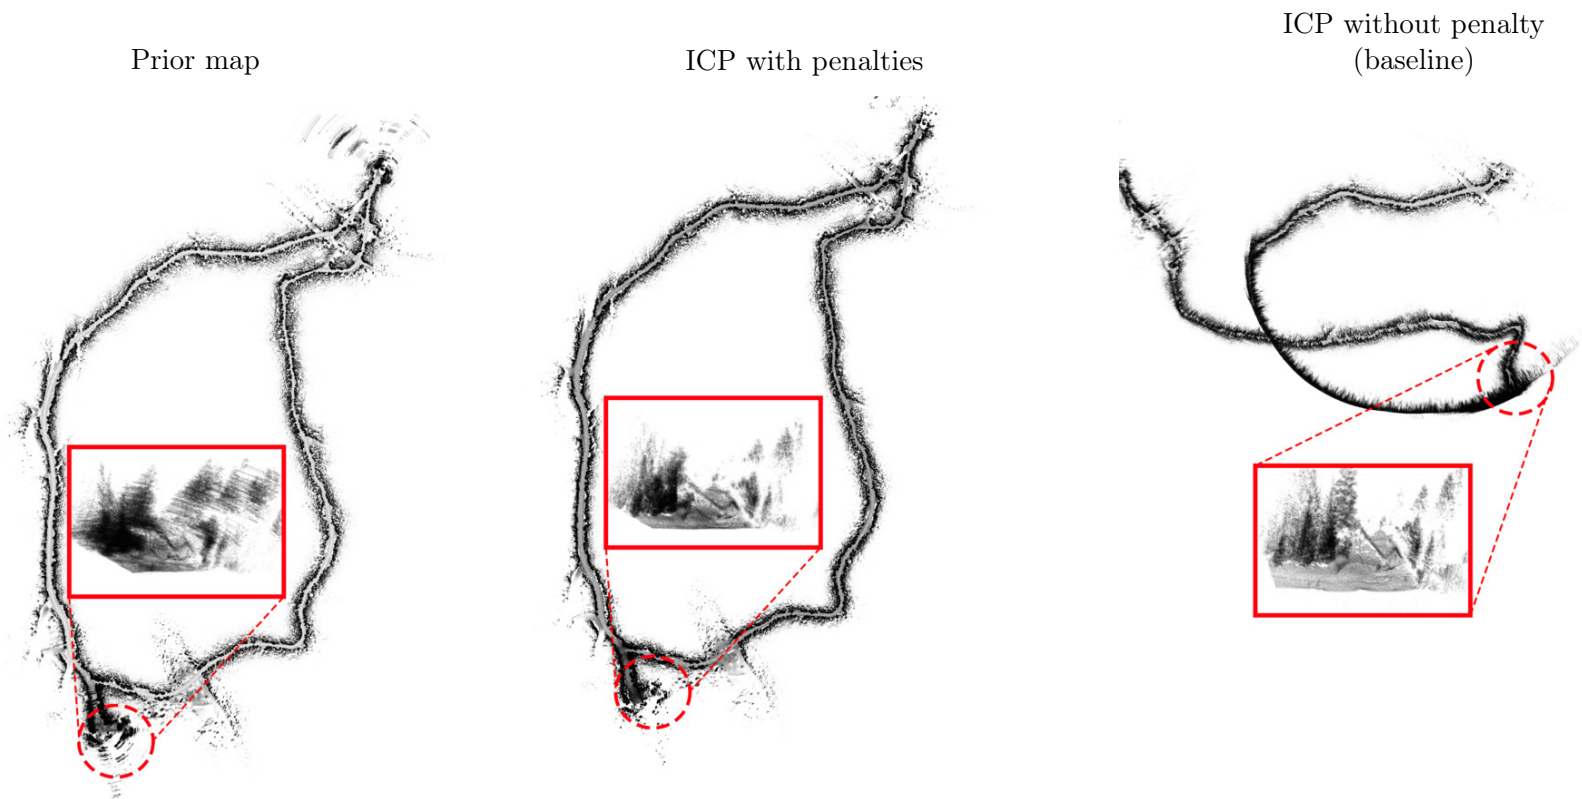 Prior map
ICP with penalties
ICP without penalty
(baseline)